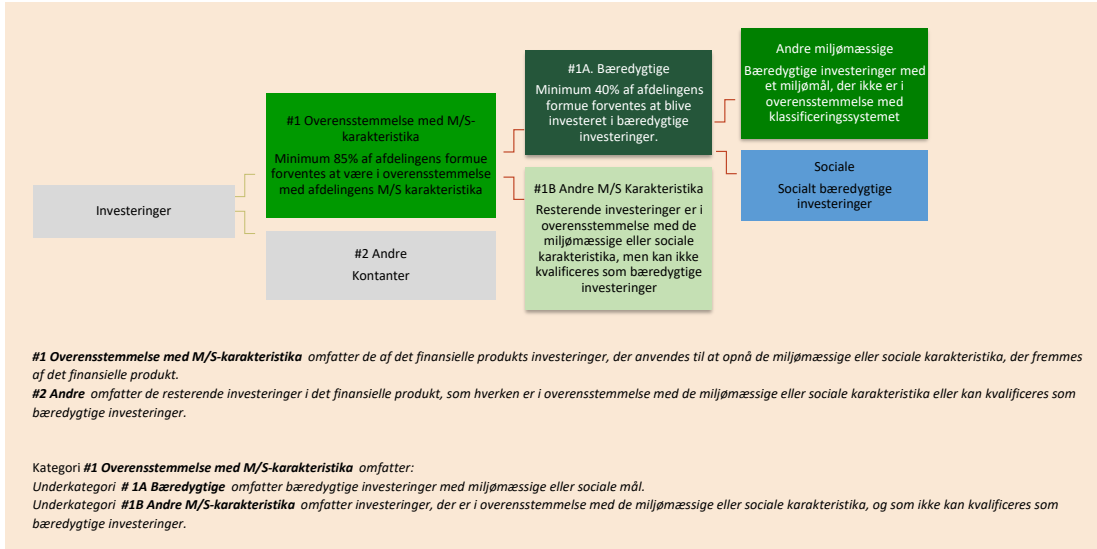 Investeringer
#1 Overensstemmelse med M/S-
karakteristika
Minimum 85% af afdelingens formue
forventes at være i overensstemmelse
med afdelingens M/S karakteristika
#2 Andre
Kontanter
#1A. Bæredygtige
Minimum 40% af afdelingens
formue forventes at blive
investeret i bæredygtige
investeringer.
#1B Andre M/S Karakteristika
Resterende investeringer er i
overensstemmelse med de
miljømæssige eller sociale
karakteristika, men kan ikke
kvalificeres som bæredygtige
investeringer
Andre miljømæssige
Bæredygtige investeringer med
et miljømål, der ikke er i
overensstemmelse med
klassificeringssystemet
Sociale
Socialt bæredygtige
investeringer
#1 Overensstemmelse med M/S-karakteristika omfatter de af det finansielle produkts investeringer, der anvendes til at opnå de miljømæssige eller sociale karakteristika, der fremmes
af det finansielle produkt.
#2 Andre omfatter de resterende investeringer i det finansielle produkt, som hverken er i overensstemmelse med de miljømæssige eller sociale karakteristika eller kan kvalificeres som
bæredygtige investeringer.
Kategori #1 Overensstemmelse med M/S-karakteristika omfatter:
Underkategori # 1A Bæredygtige omfatter bæredygtige investeringer med miljømæssige eller sociale mål.
Underkategori #1B Andre M/S-karakteristika omfatter investeringer, der er i overensstemmelse med de miljømæssige eller sociale karakteristika, og som ikke kan kvalificeres som
bæredygtige investeringer.